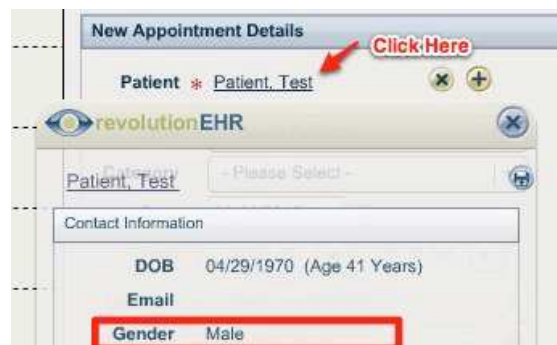 New Appointment Details
Click Here
Patient * Patient, Test
revolutionEHR
Category - Please Select -
Patient, Test
Contact Information
DOB 04/29/1970 (Age 41 Years)
Email
Gender Male